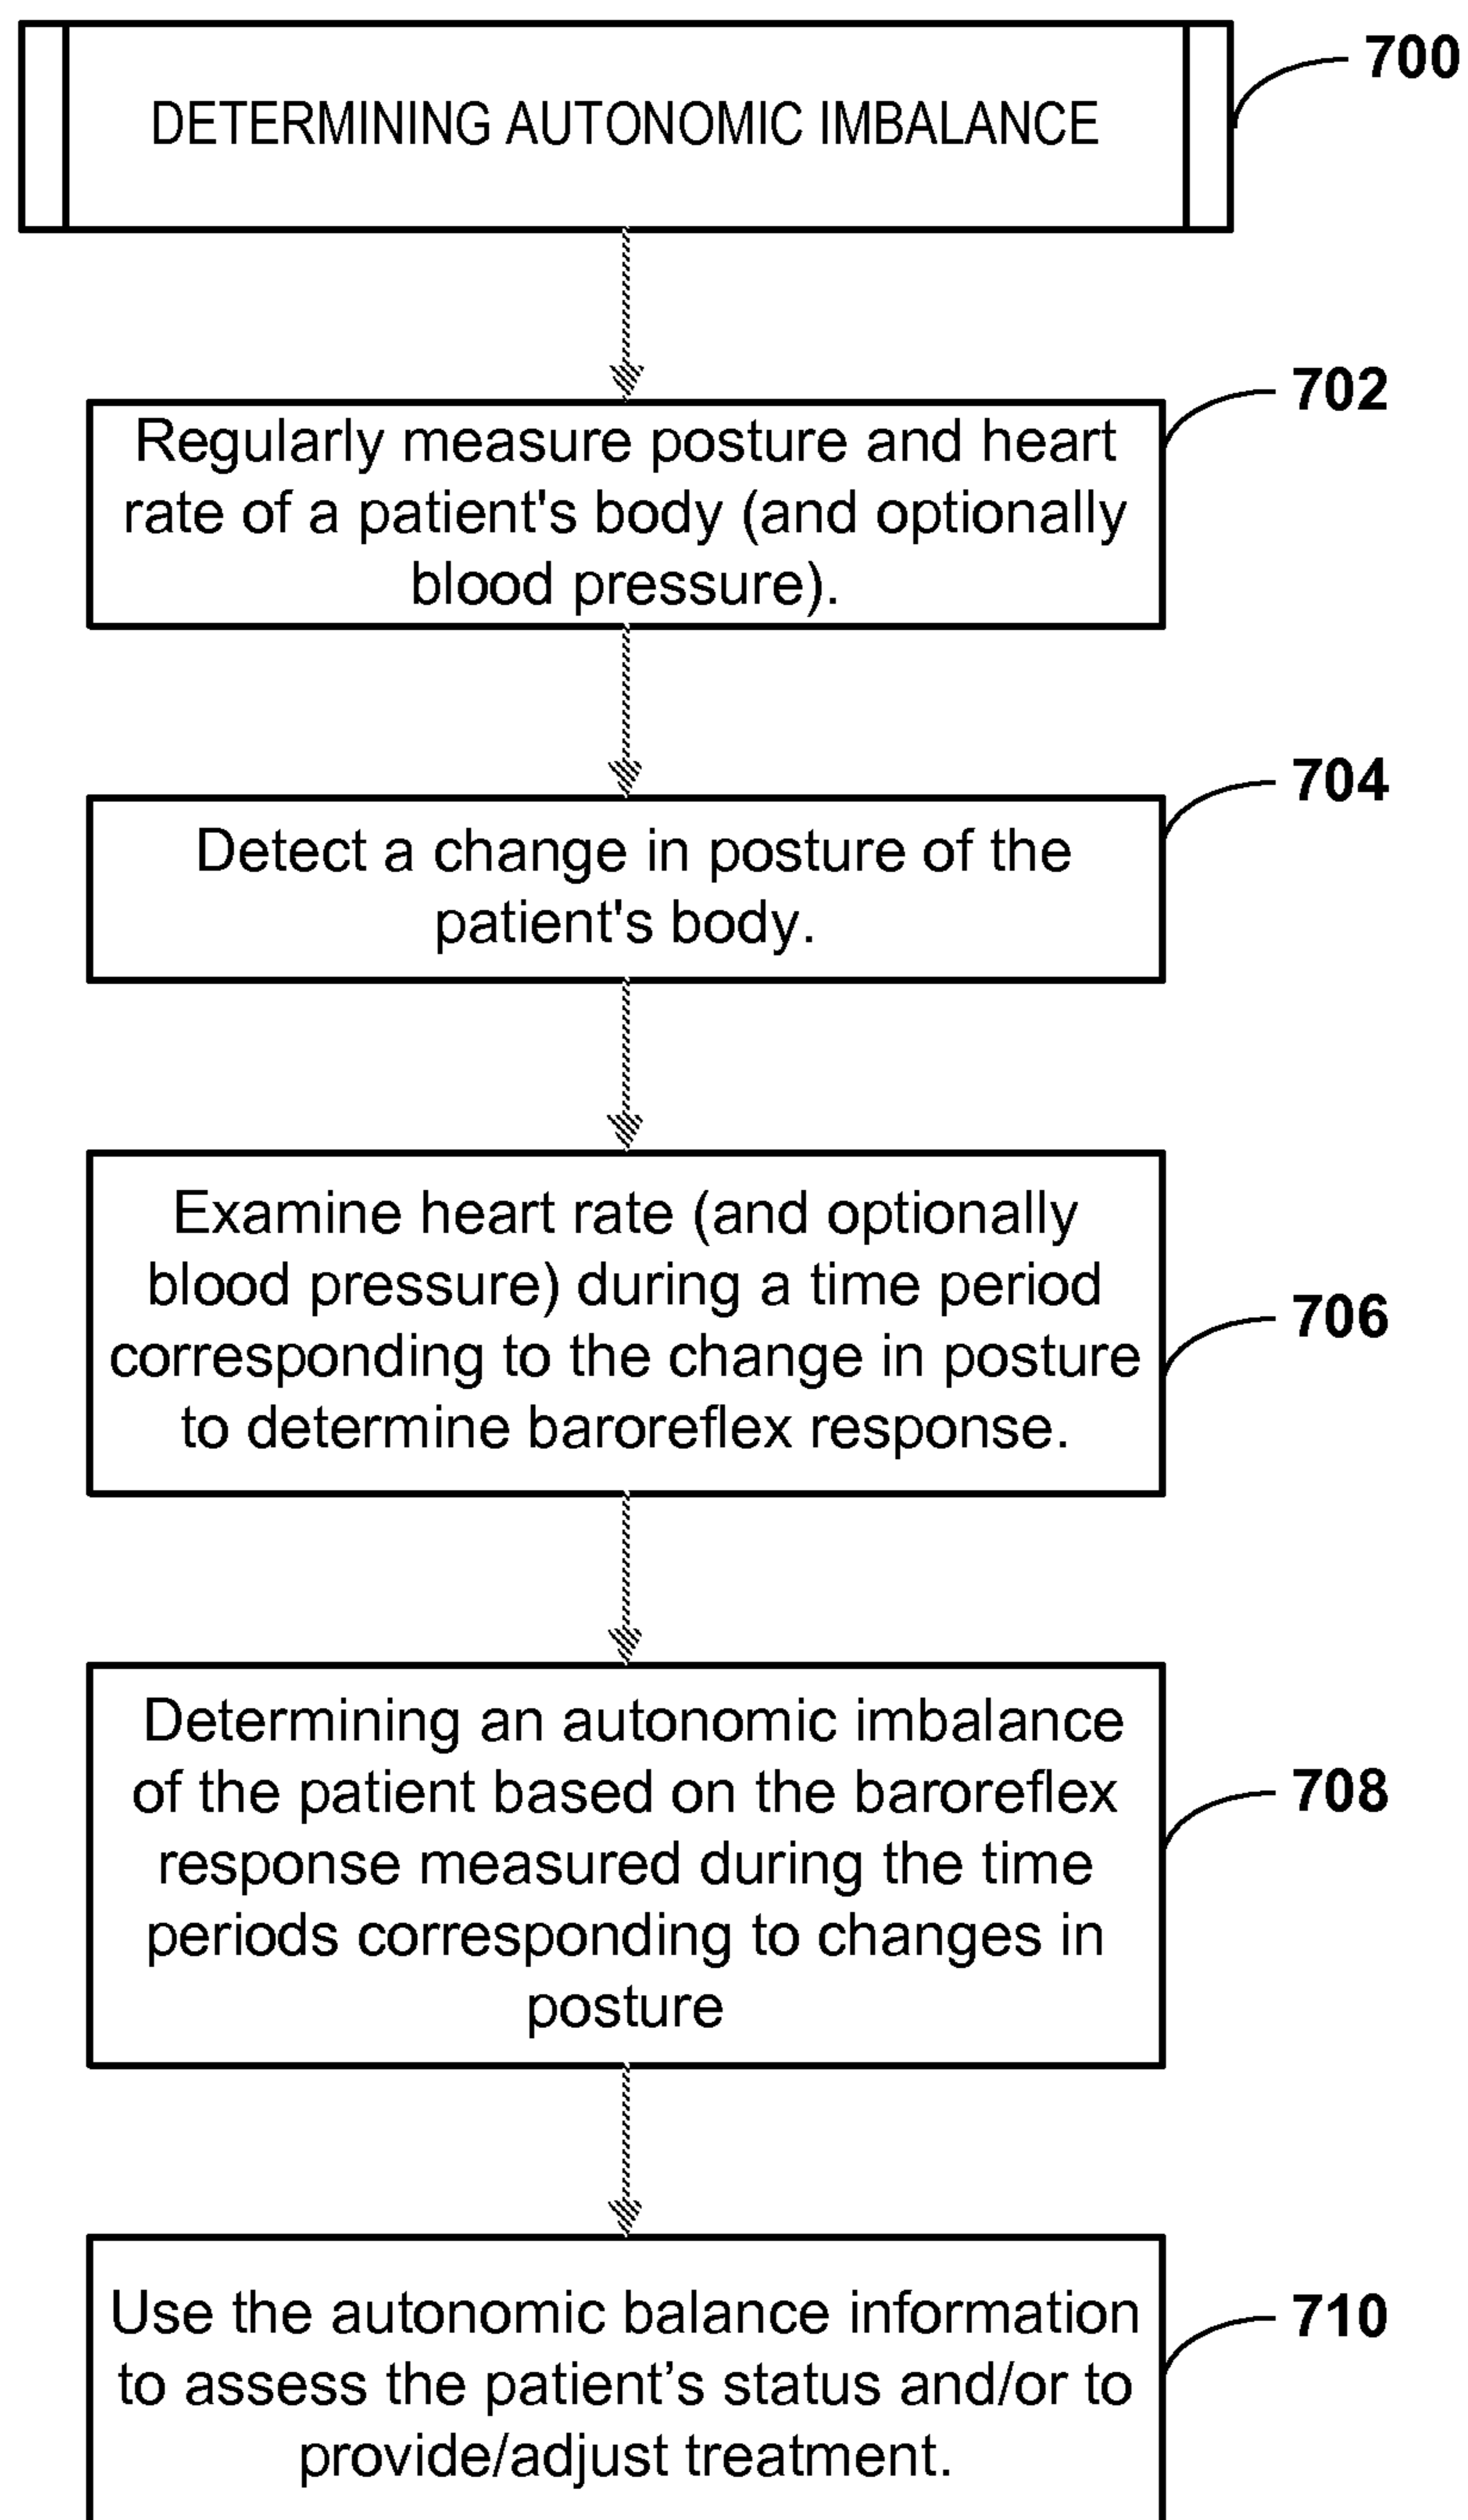 DETERMINING AUTONOMIC IMBALANCE
700
Regularly measure posture and heart
rate of a patient's body (and optionally
blood pressure).
702
Detect a change in posture of the
patient's body.
704
Examine heart rate (and optionally
blood pressure) during a time period
corresponding to the change in posture
to determine baroreflex response.
706
Determining an autonomic imbalance
of the patient based on the baroreflex
response measured during the time
periods corresponding to changes in
posture
708
Use the autonomic balance information
to assess the patient’s status and/or to
provide/adjust treatment.
710